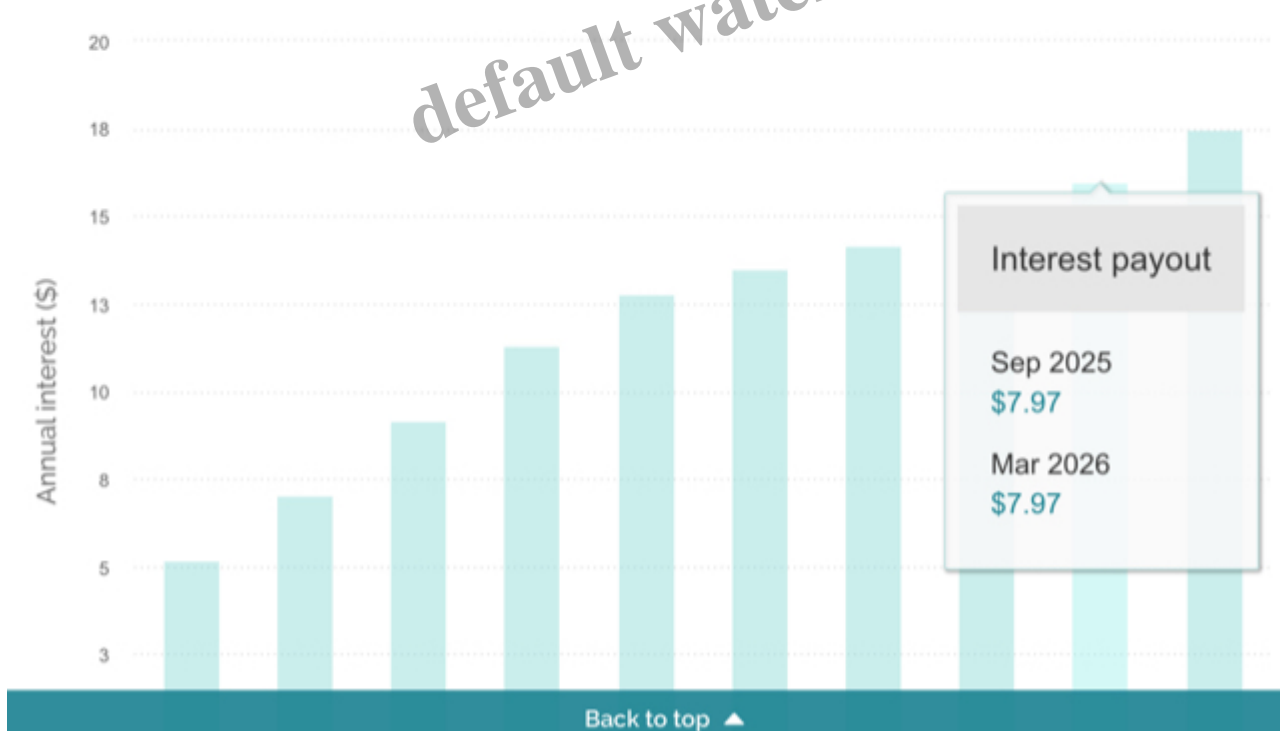 default wate
20
18
15
13
10
8
5
3
Annual interest ($)
Interest payout
Sep 2025
$7.97
Mar 2026
$7.97
Back to top